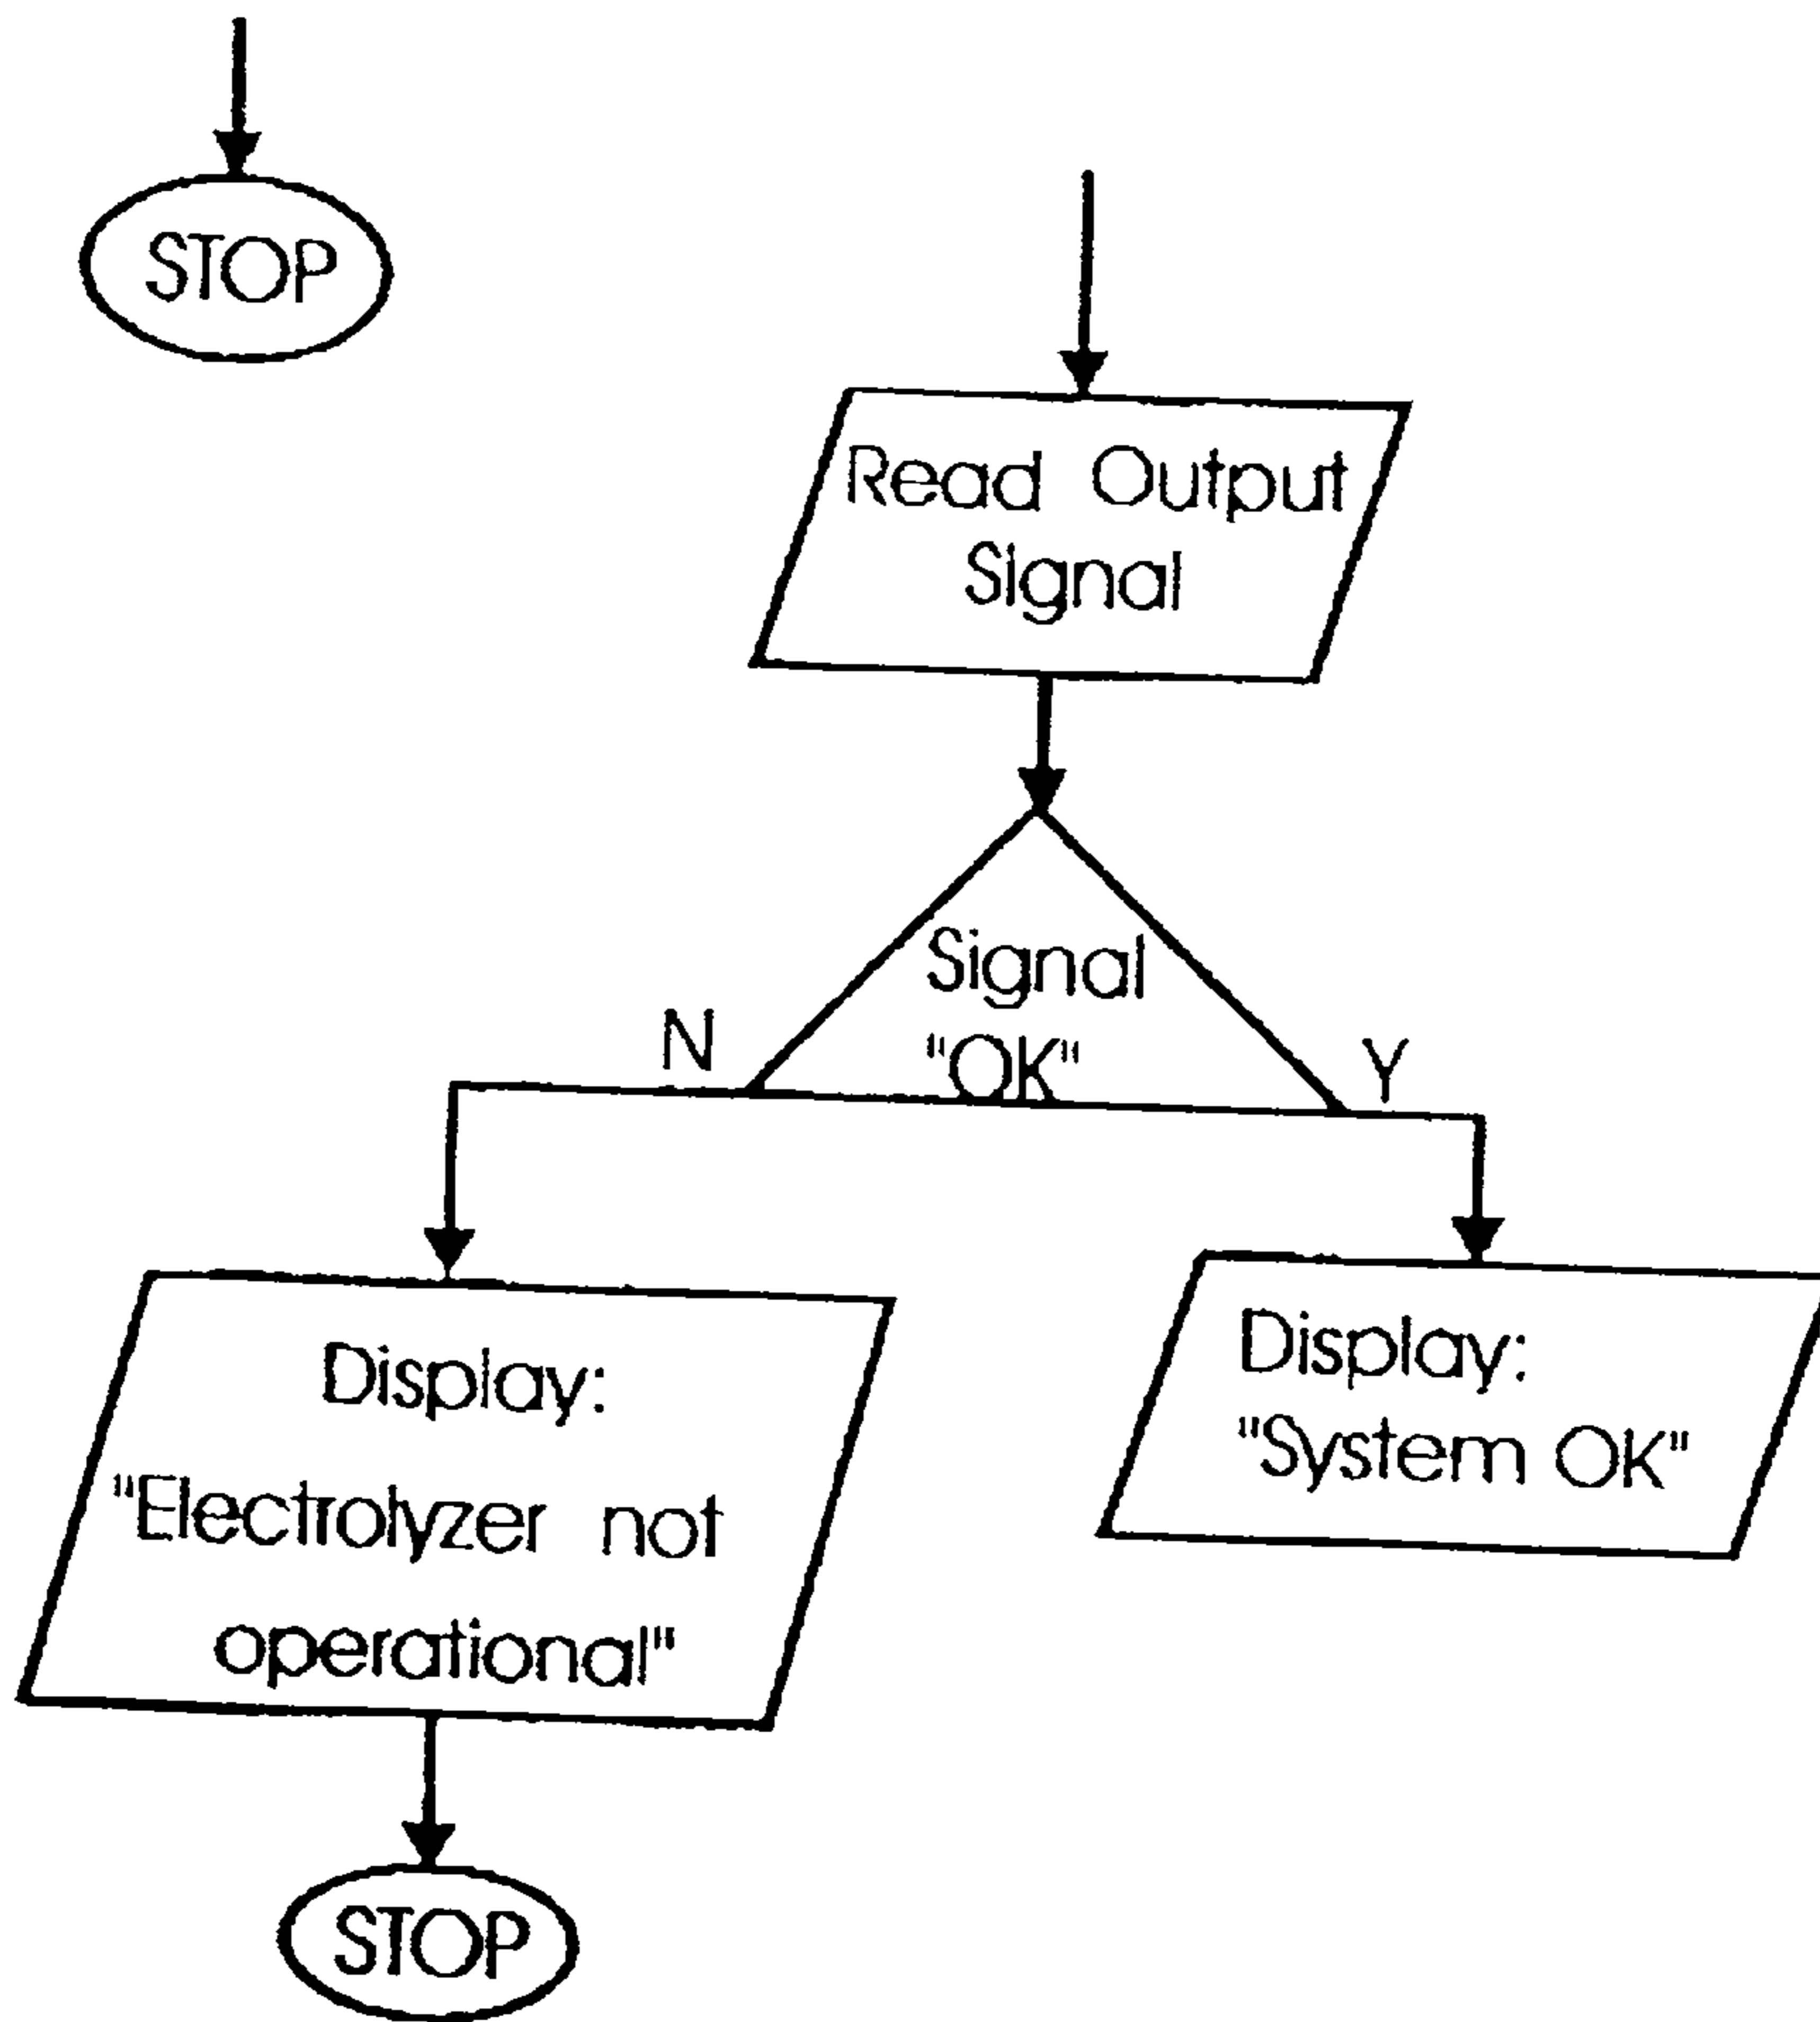 STOP
Read Output
Signal
Signal
"OK"
N
Y
Display:
"Electrolyzer not
operational"
Display:
"System OK"
STOP